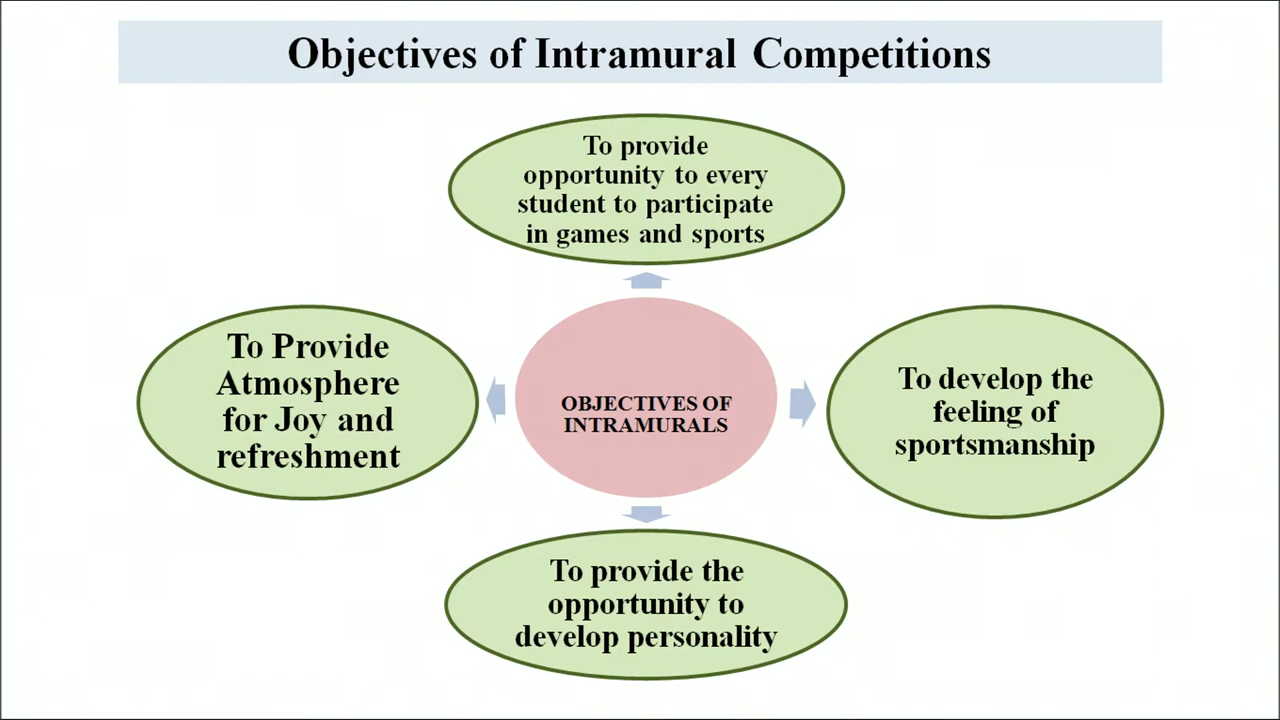 Objectives of Intramural Competitions
To provide
opportunity to every
student to participate
in games and sports
To Provide
Atmosphere
for Joy and
refreshment
OBJECTIVES OF
INTRAMURALS
To develop the
feeling of
sportsmanship
To provide the
opportunity to
develop personality